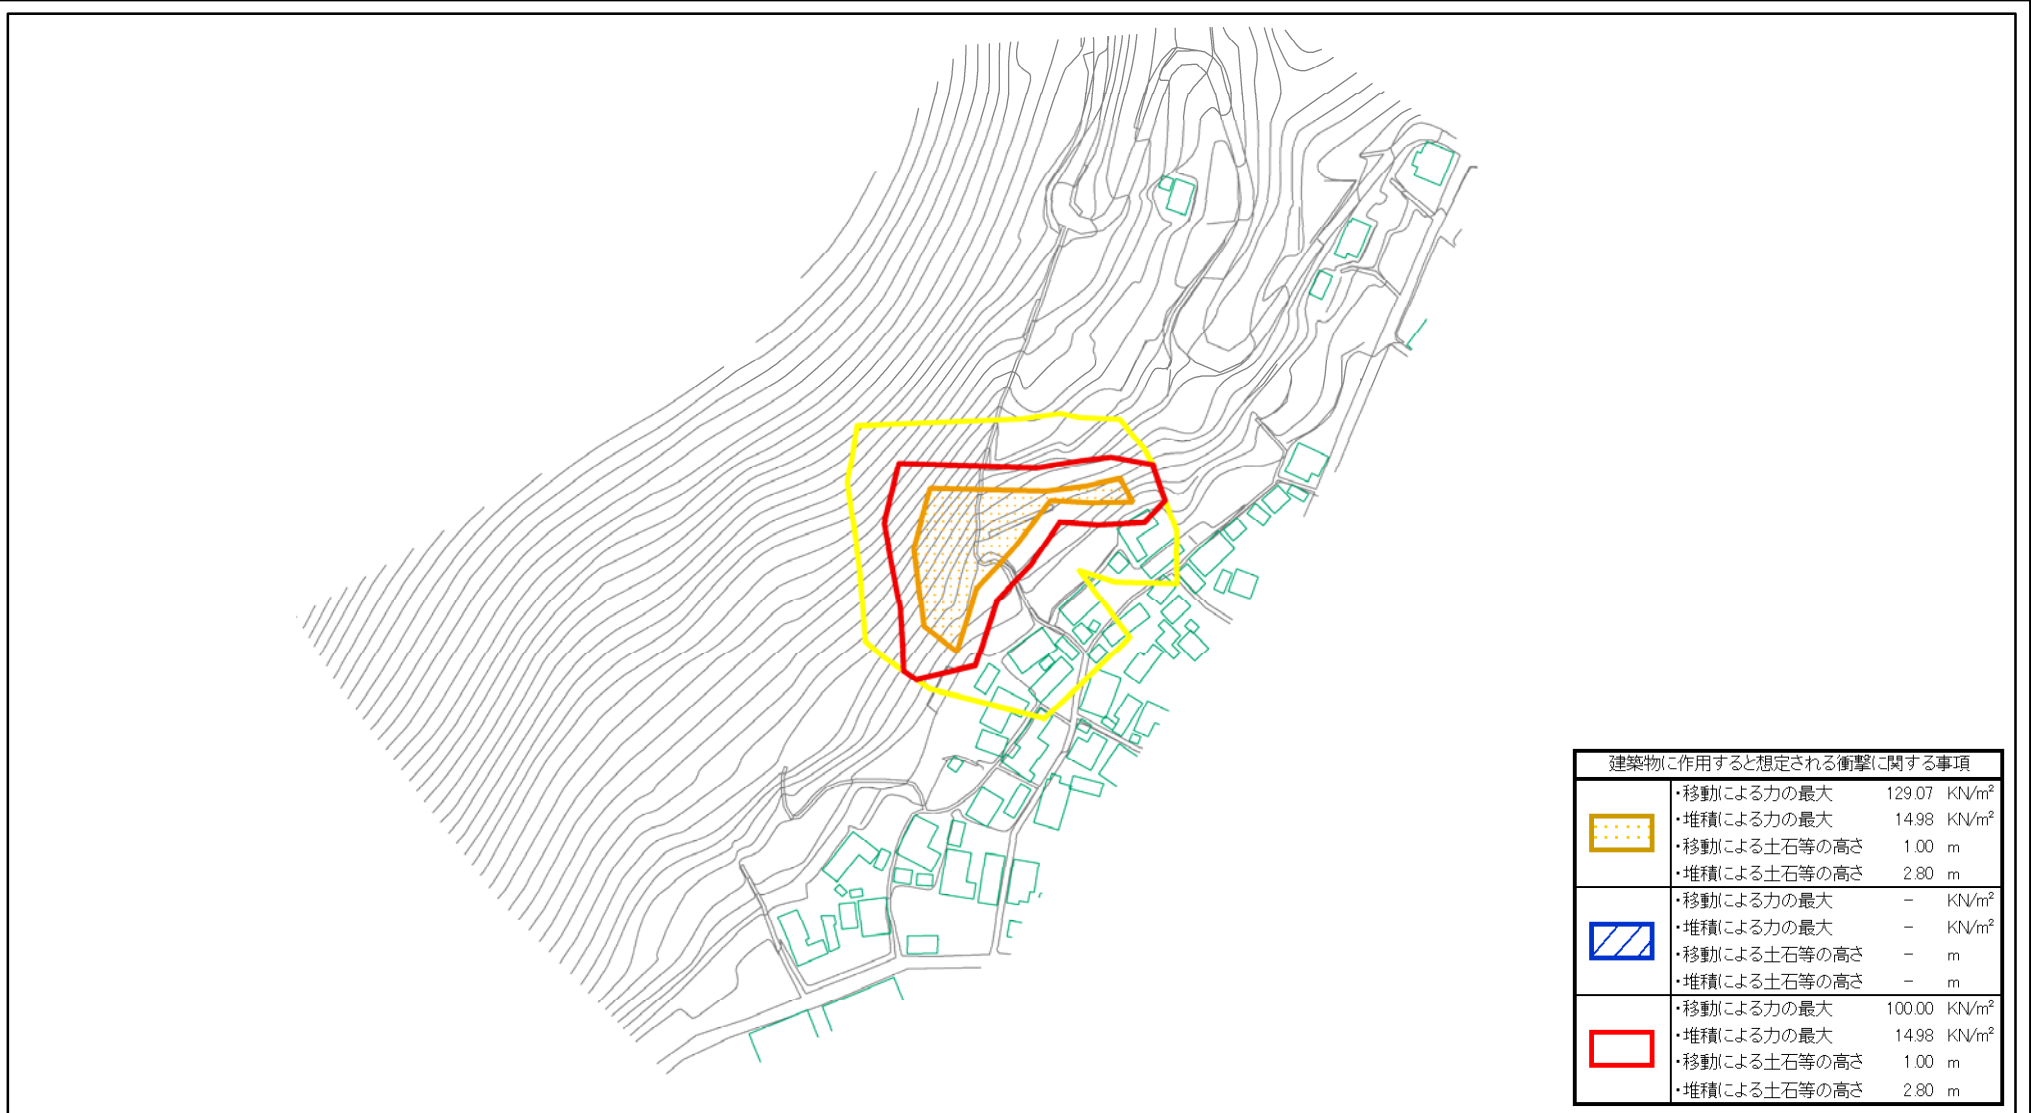 建築物に作用すると想定される衝撃に関する事項
・移動による力の最大 129.07 KN/m²
・堆積による力の最大 14.98 KN/m²
・移動による土石等の高さ 1.00 m
・堆積による土石等の高さ 2.80 m
・移動による力の最大 − KN/m²
・堆積による力の最大 − KN/m²
・移動による土石等の高さ − m
・堆積による土石等の高さ − m
・移動による力の最大 100.00 KN/m²
・堆積による力の最大 14.98 KN/m²
・移動による土石等の高さ 1.00 m
・堆積による土石等の高さ 2.80 m